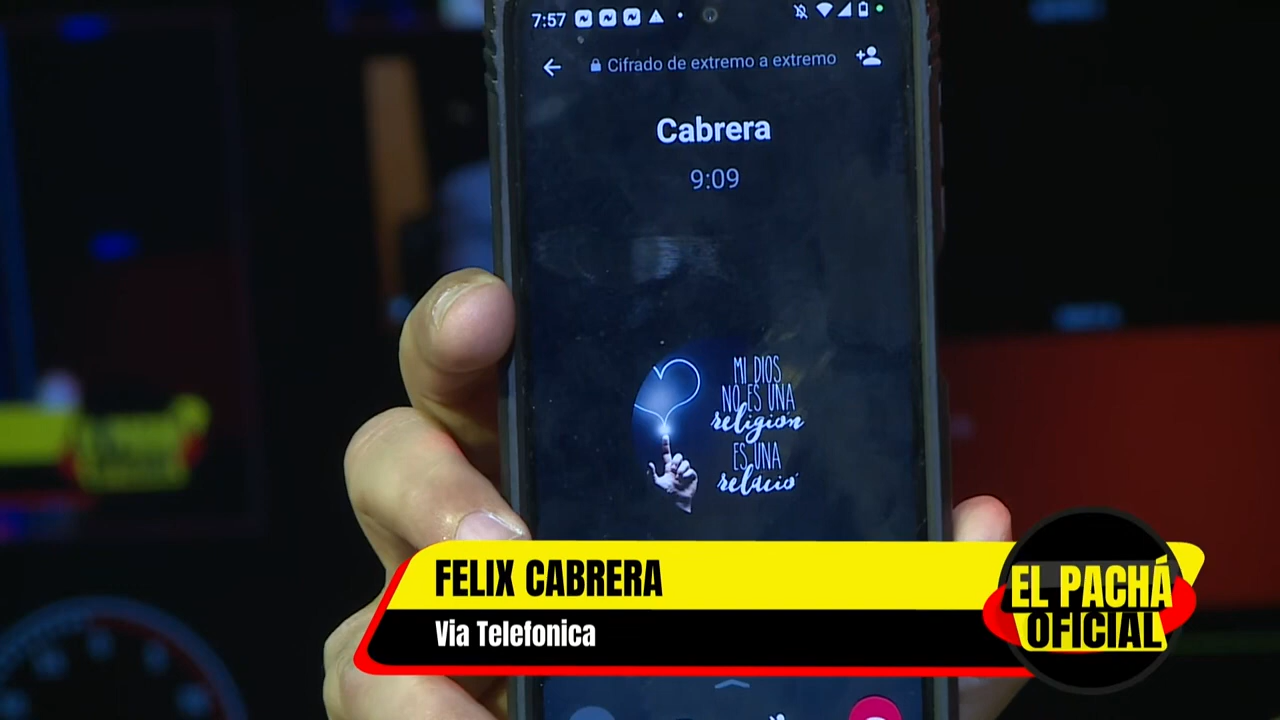 7:57
Cifrado de extremo a extremo
Cabrera
9:09
MI DIOS
NO ES UNA
religión
ES UNA
relació
FELIX CABRERA
Via Telefonica
EL PACHÁ
OFICIAL